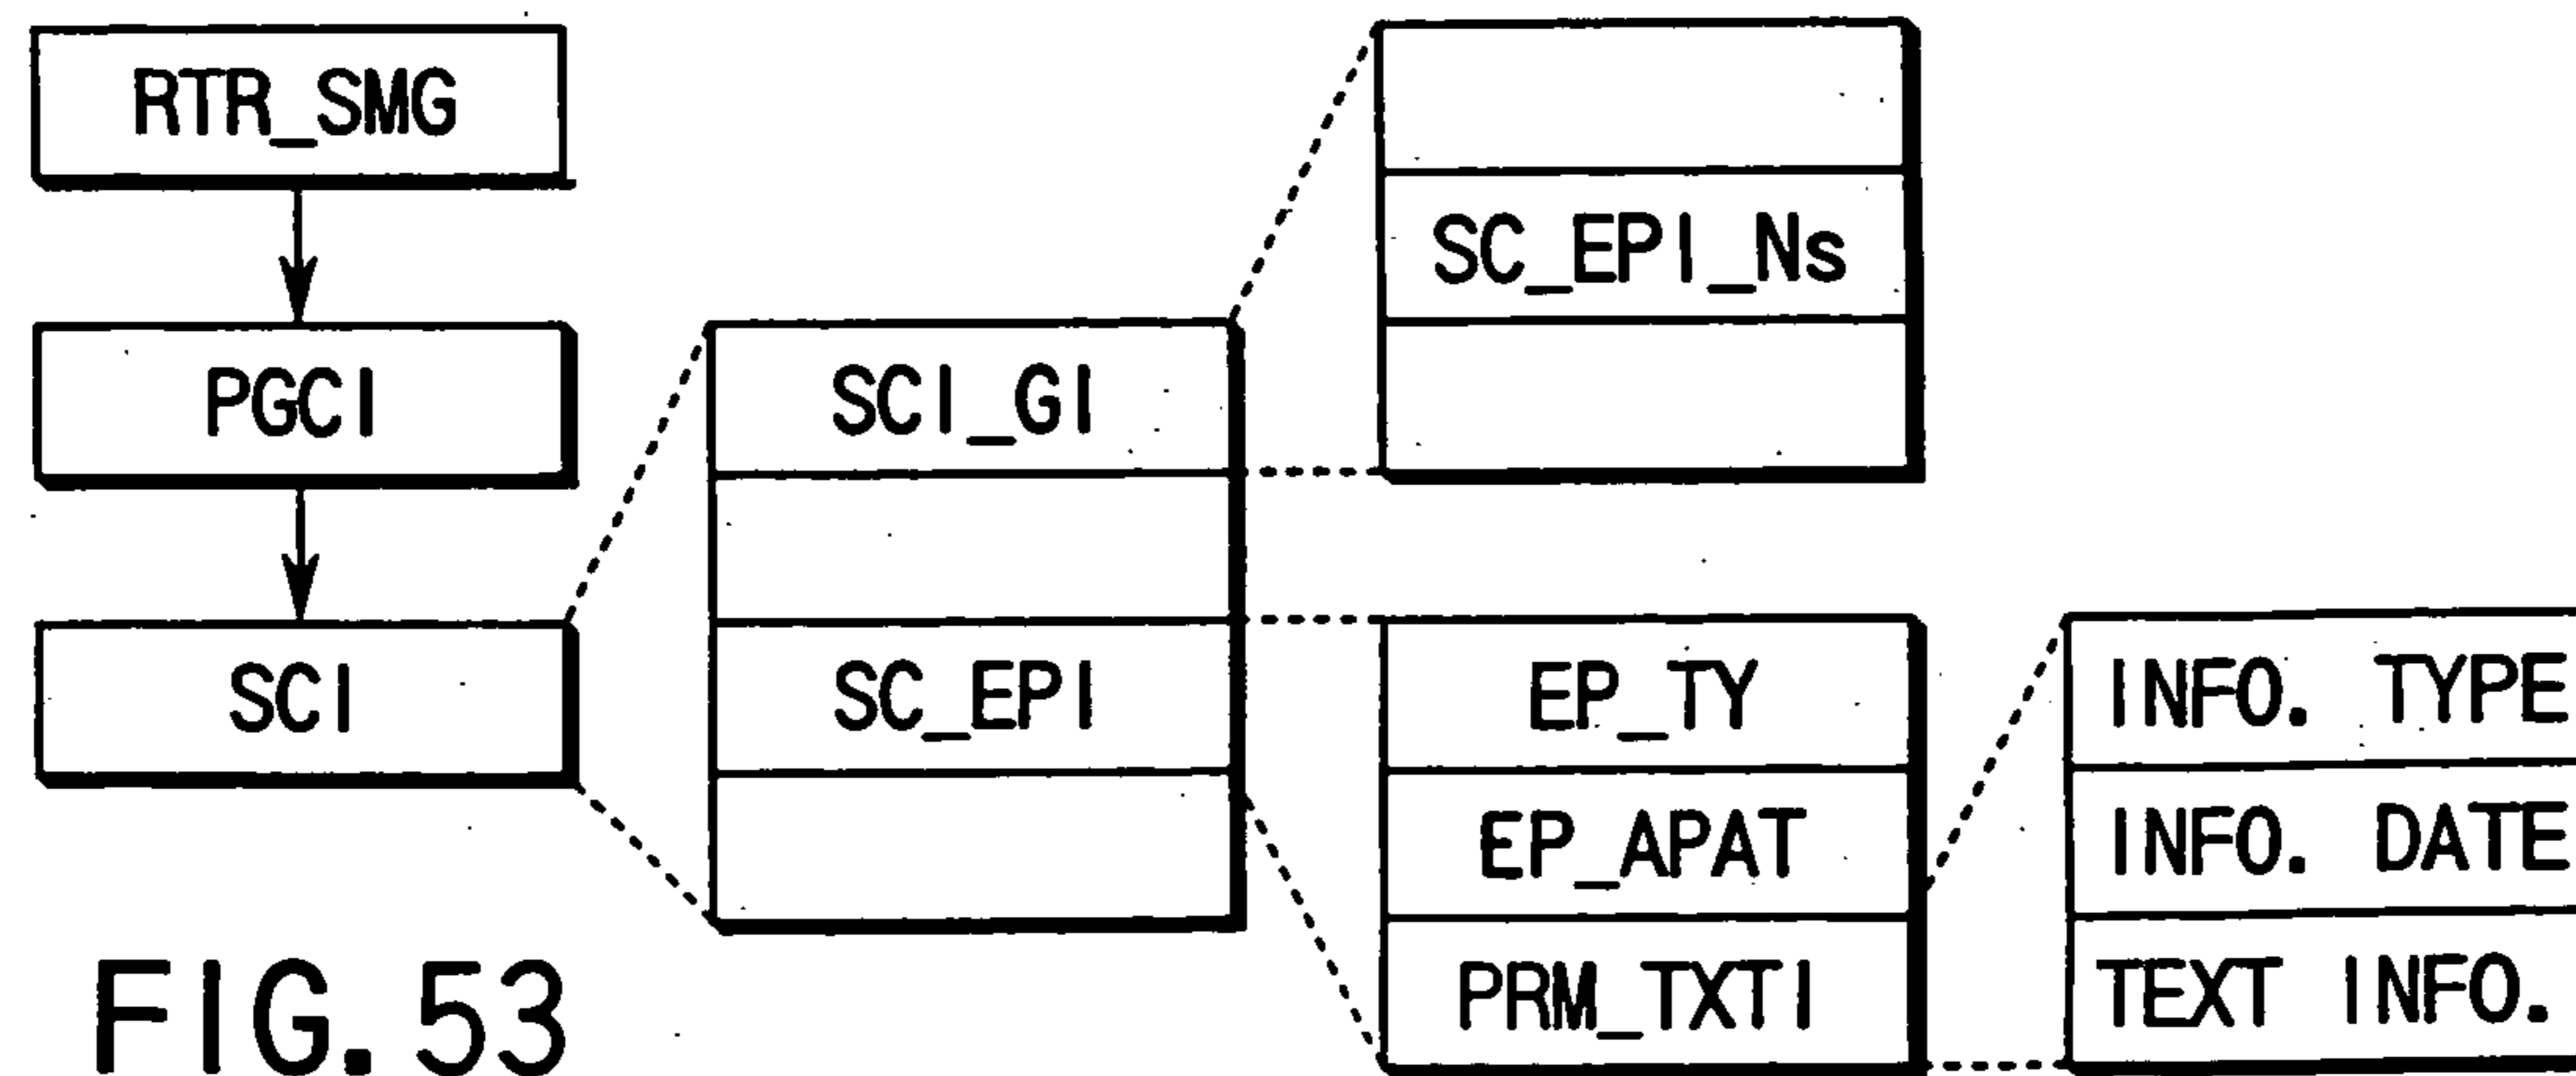 RTR_SMG
PGCI
SCI
SCI_GI
SC_EPI
SC_EPI_Ns
EP_TY
EP_APAT
PRM_TXTI
INFO. TYPE
INFO. DATE
TEXT INFO.
FIG. 53